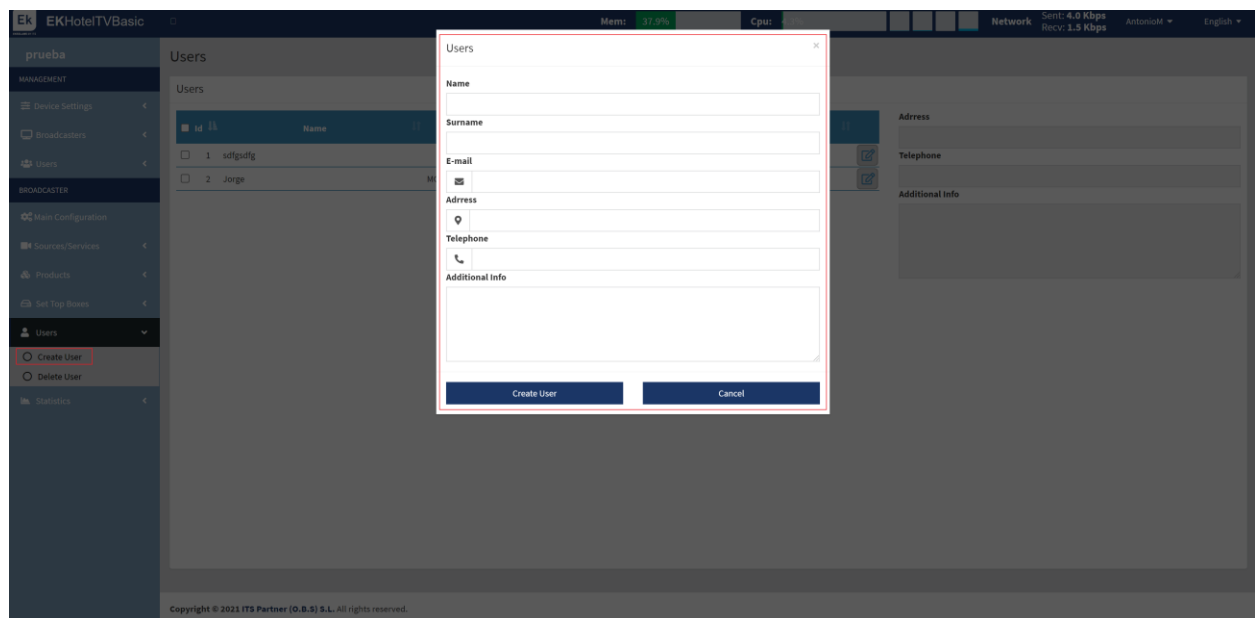 Ek EKHotelTVBasic Mem: 37.9% Cpu: Network Sent: 4.0 Kbps Recv: 1.5 Kbps AntonioM English
prueba
MANAGEMENT
Device Settings
Broadcasters
Users
BROADCASTER
Main Configuration
Sources/Services
Products
Set Top Boxes
Users
Create User
Delete User
Statistics
Users
Users
Id Name
1 sdfgsdfg
2 Jorge
Users ×
Name
Surname
E-mail
Adrress
Telephone
Additional Info
Create User Cancel
Adrress
Telephone
Additional Info
Copyright © 2021 ITS Partner (O.B.S) S.L. All rights reserved.